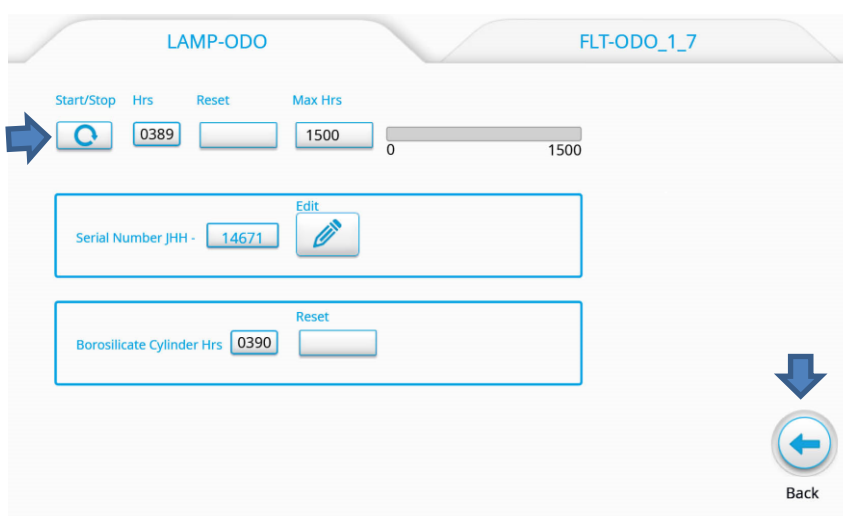 LAMP-ODO FLT-ODO_1_7
Start/Stop Hrs Reset Max Hrs
0389 1500
0 1500
Edit
Serial Number JHH - 14671
Reset
Borosilicate Cylinder Hrs 0390
Back